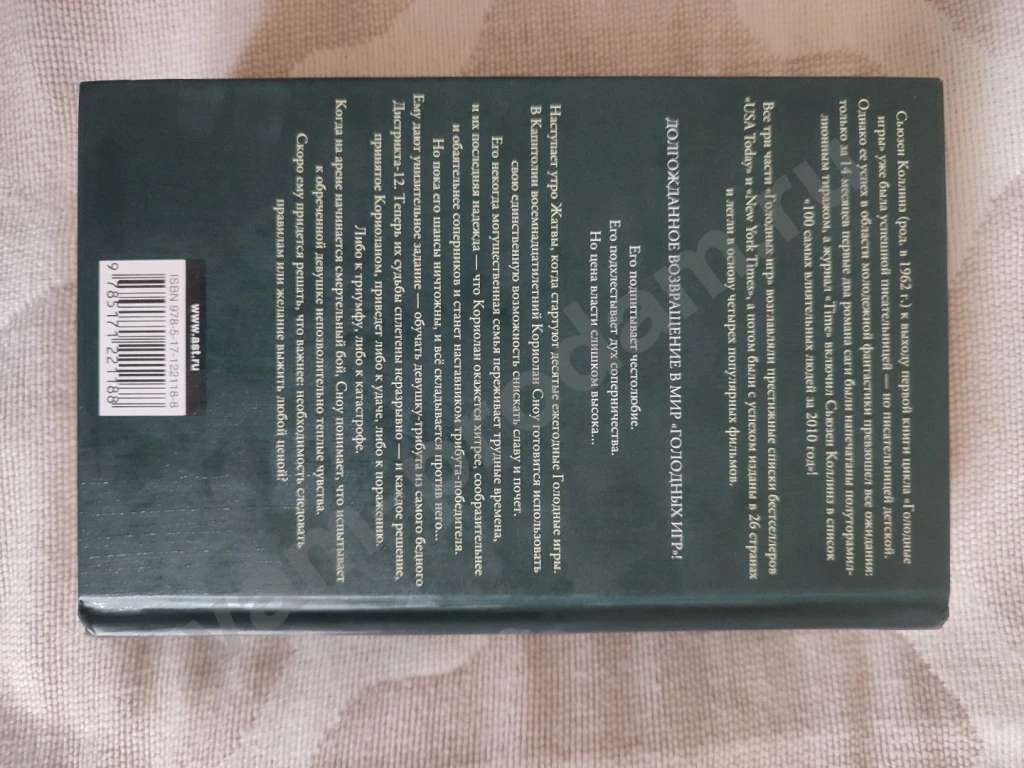 Сьюзен Коллинз (род. в 1962 г.) к выходу первой книги цикла «Голодные
игры» уже была успешной писательницей — но писательницей детской.
Однако ее успех в области молодежной фантастики превзошел все ожидания:
только за 14 месяцев первые два романа саги были напечатаны полуторамил-
лионным тиражом, а журнал «Time» включил Сьюзен Коллинз в список
«100 самых влиятельных людей за 2010 год»!
Все три части «Голодных игр» возглавляли престижные списки бестселлеров
«USA Today» и «New York Times», а потом были с успехом изданы в 26 странах
и легли в основу четырех популярных фильмов.
ДОЛГОЖДАННОЕ ВОЗВРАЩЕНИЕ В МИР «ГОЛОДНЫХ ИГР»!
Его подпитывает честолюбие.
Его подхлестывает дух соперничества.
Но цена власти слишком высока...
Наступает утро Жатвы, когда стартуют десятые ежегодные Голодные игры.
В Капитолии восемнадцатилетний Кориолан Сноу готовится использовать
свою единственную возможность снискать славу и почет.
Его некогда могущественная семья переживает трудные времена,
и их последняя надежда — что Кориолан окажется хитрее, сообразительнее
и обаятельнее соперников и станет наставником трибута-победителя.
Но пока его шансы ничтожны, и всё складывается против него...
Ему дают унизительное задание — обучать девушку-трибута из самого бедного
Дистрикта-12. Теперь их судьбы сплетены неразрывно — и каждое решение,
принятое Кориоланом, приведет либо к удаче, либо к поражению.
Либо к триумфу, либо к катастрофе.
Когда на арене начинается смертельный бой, Сноу понимает, что испытывает
к обреченной девушке непозволительно теплые чувства.
Скоро ему придется решать, что важнее: необходимость следовать
правилам или желание выжить любой ценой?
www.ast.ru
ISBN 978-5-17-122118-8
9 785171 221188
vamprodam.ru